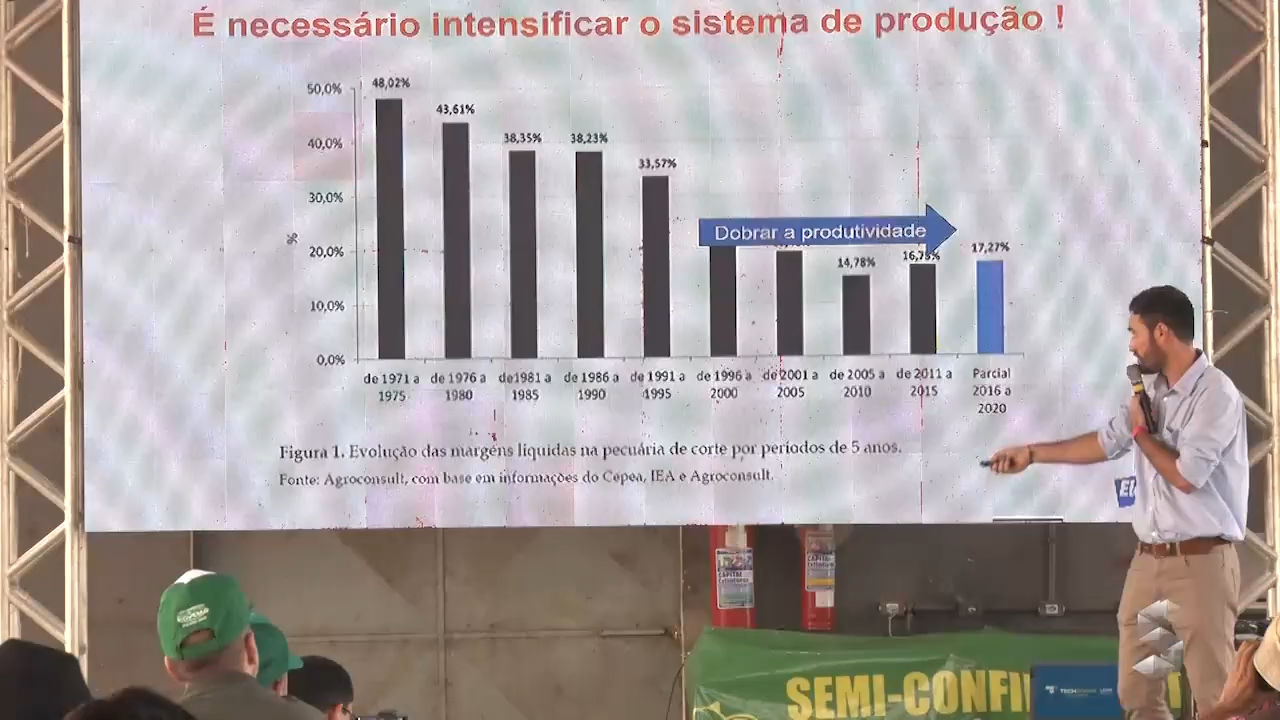 É necessário intensificar o sistema de produção !
50,0%
40,0%
30,0%
20,0%
10,0%
0,0%
%
48,02%
43,61%
38,35%
38,23%
33,57%
Dobrar a produtividade
14,78%
16,75%
17,27%
de 1971 a
1975
de 1976 a
1980
de1981 a
1985
de 1986 a
1990
de 1991 a
1995
de 1996 a
2000
de 2001 a
2005
de 2005 a
2010
de 2011 a
2015
Parcial
2016 a
2020
Figura 1. Evolução das margens líquidas na pecuária de corte por períodos de 5 anos.
Fonte: Agroconsult, com base em informações do Cepea, IEA e Agroconsult.
CAPITAL
CAPITAL
SEMI-CONFI